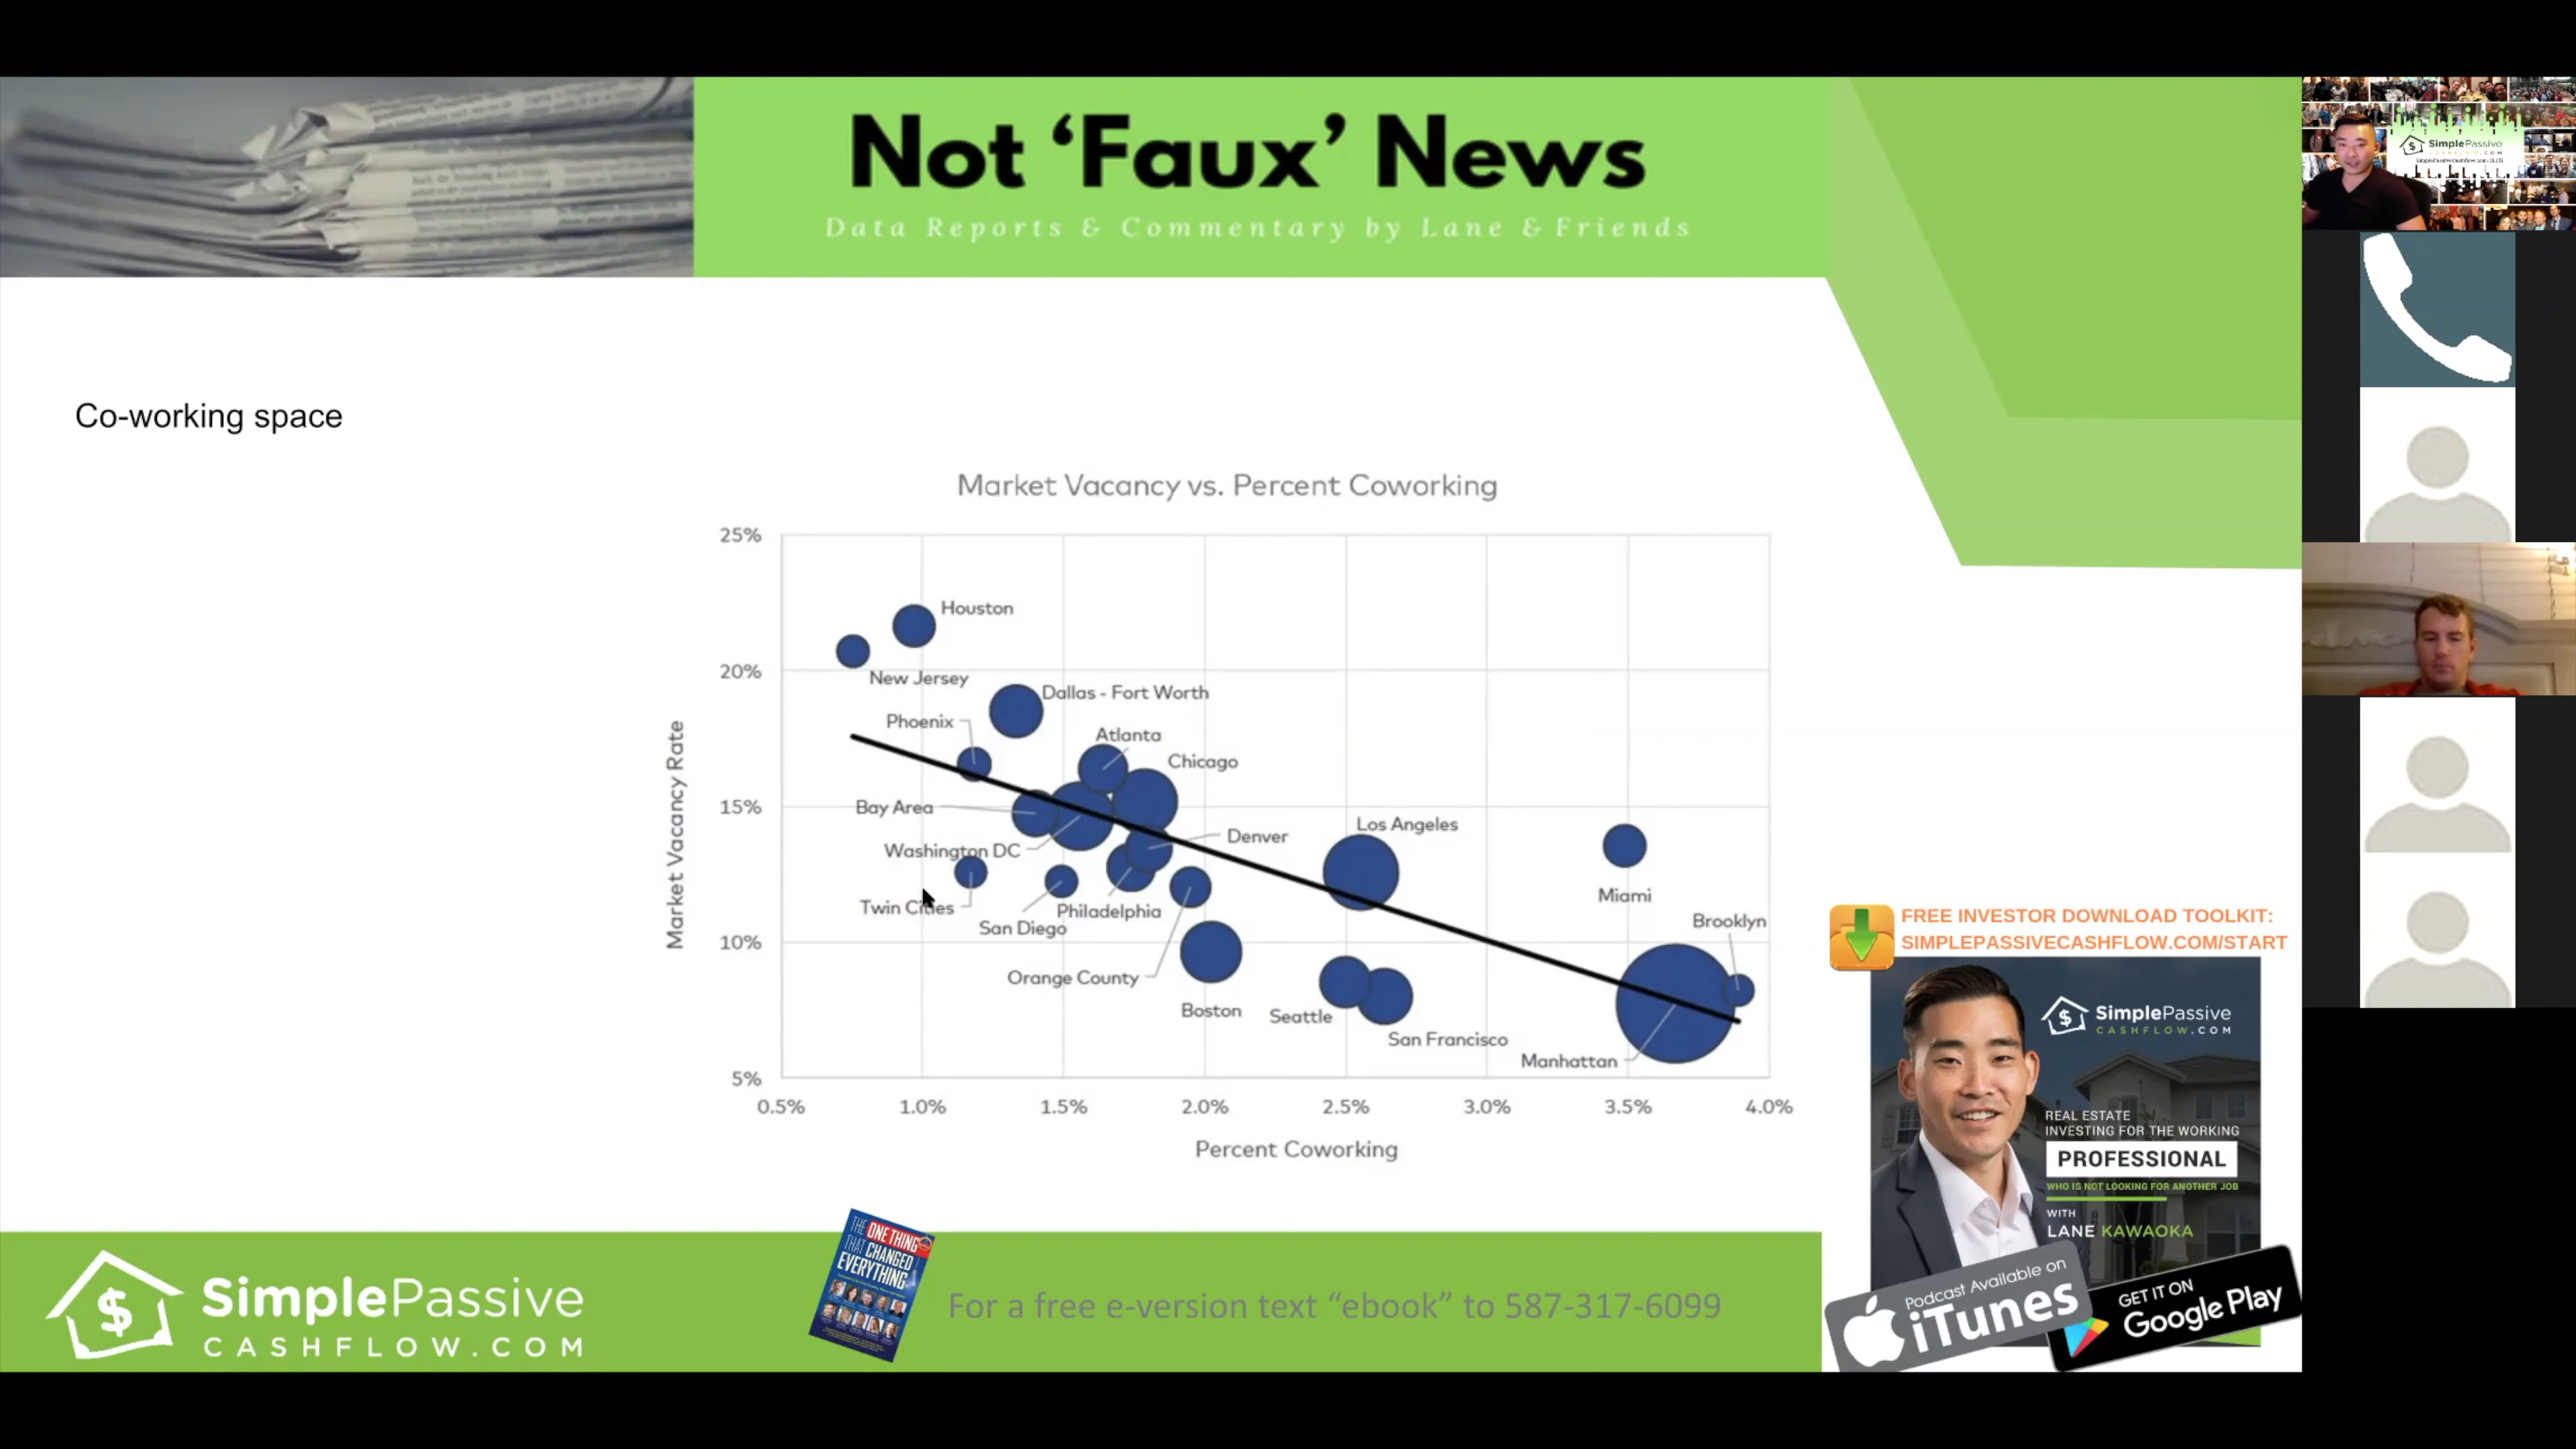 Not ‘Faux’ News
Data Reports & Commentary by Lane & Friends
SimplePassive
Co-working space
Market Vacancy vs. Percent Coworking
25%
20%
15%
10%
5%
Market Vacancy Rate
Houston
New Jersey
Dallas - Fort Worth
Phoenix
Atlanta
Chicago
Bay Area
Washington DC
Denver
Los Angeles
Twin Cities
San Diego
Philadelphia
Miami
Brooklyn
Orange County
Boston
Seattle
San Francisco
Manhattan
0.5%
1.0%
1.5%
2.0%
2.5%
3.0%
3.5%
4.0%
Percent Coworking
FREE INVESTOR DOWNLOAD TOOLKIT:
SIMPLEPASSIVECASHFLOW.COM/START
$
SimplePassive
CASHFLOW.COM
REAL ESTATE
INVESTING FOR THE WORKING
PROFESSIONAL
WHO IS NOT LOOKING FOR ANOTHER JOB
WITH
LANE KAWAOKA
Podcast Available on
iTunes
GET IT ON
Google Play
$
SimplePassive
CASHFLOW.COM
THE ONE THING
THAT CHANGED
EVERYTHING
For a free e-version text “ebook” to 587-317-6099